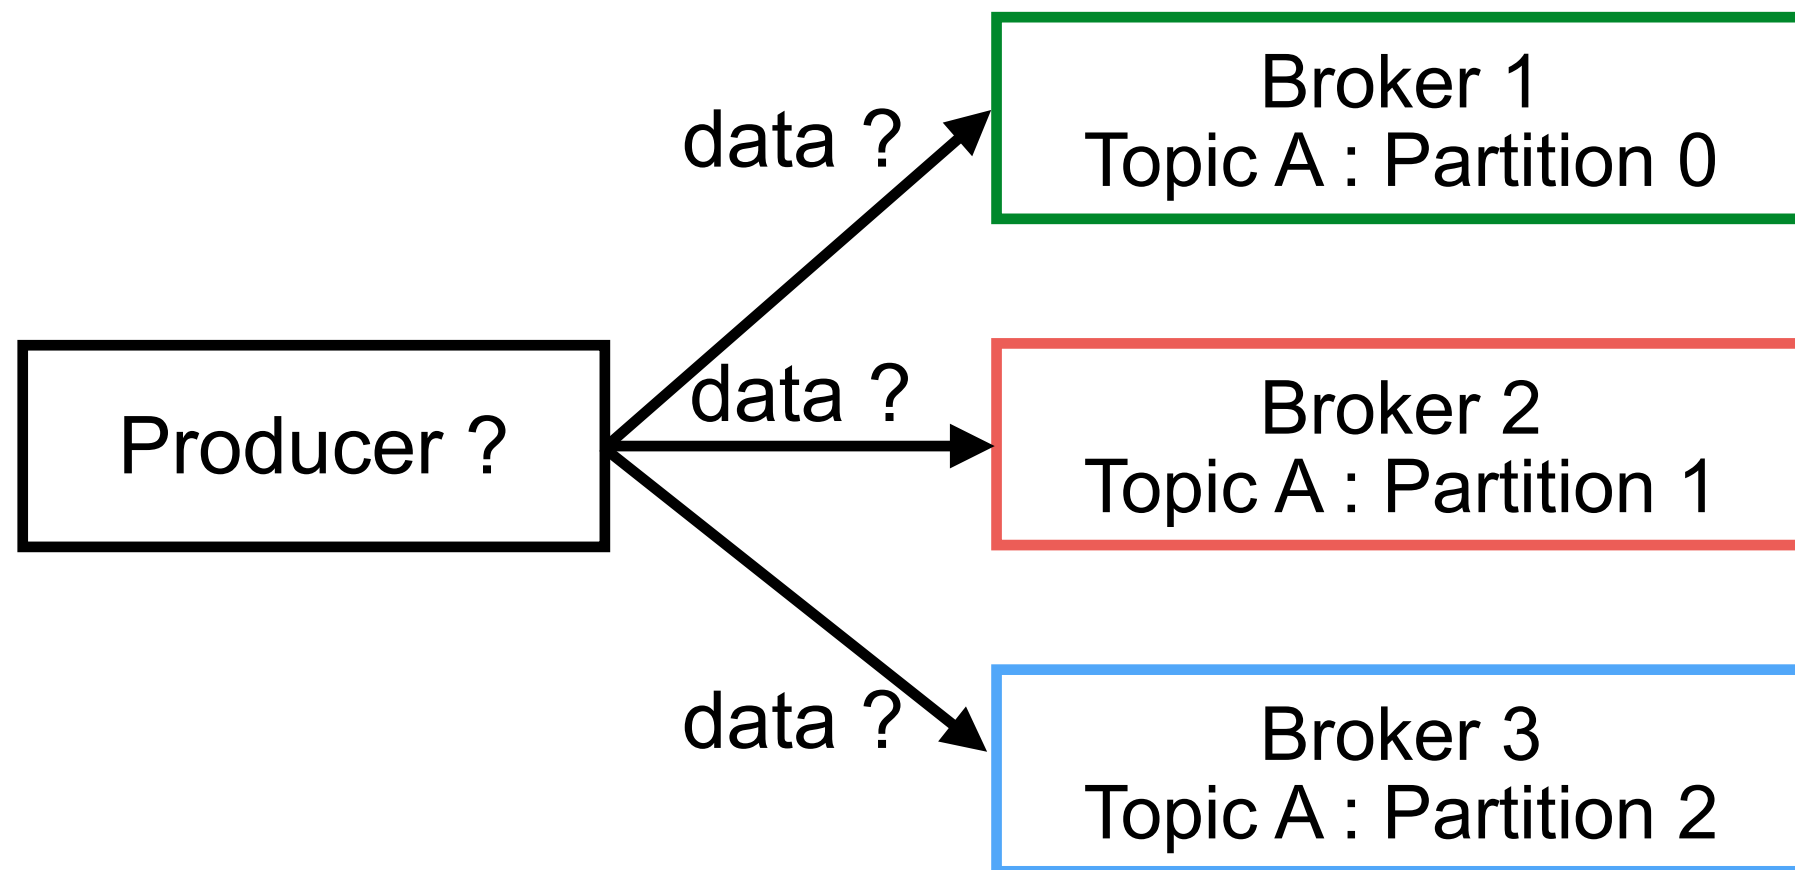 data ?
Broker 1
Topic A : Partition 0
Producer ?
data ?
Broker 2
Topic A : Partition 1
data ?
Broker 3
Topic A : Partition 2